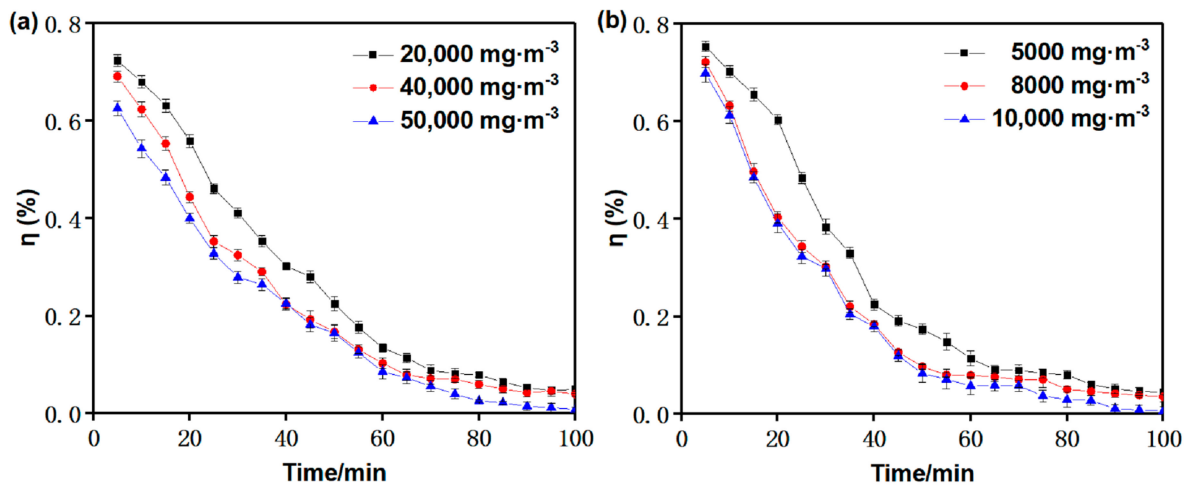 (a)
20,000 mg·m⁻³
40,000 mg·m⁻³
50,000 mg·m⁻³
η (%)
0.8
0.6
0.4
0.2
0.0
0 20 40 60 80 100
Time/min
(b)
5000 mg·m⁻³
8000 mg·m⁻³
10,000 mg·m⁻³
η (%)
0.8
0.6
0.4
0.2
0.0
0 20 40 60 80 100
Time/min